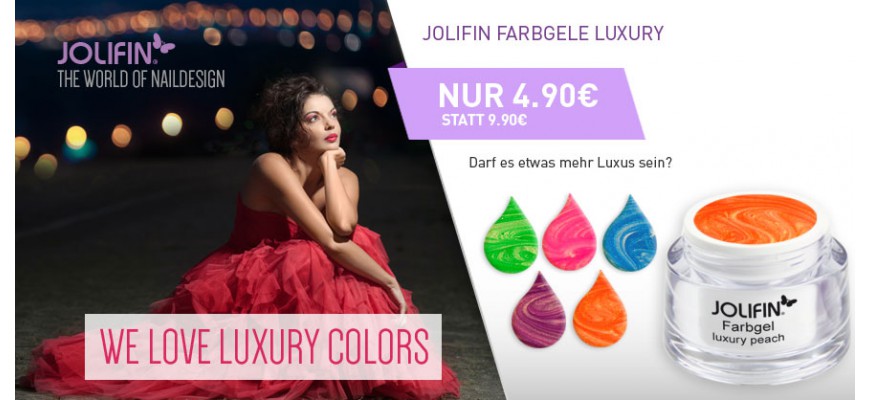 JOLIFIN
THE WORLD OF NAILDESIGN
WE LOVE LUXURY COLORS
JOLIFIN FARBGELE LUXURY
NUR 4.90€
STATT 9.90€
Darf es etwas mehr Luxus sein?
JOLIFIN
Farbgel
luxury peach